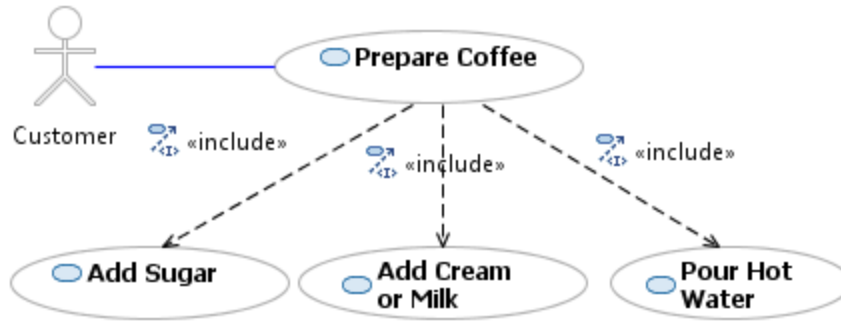 Prepare Coffee
Customer
«include»
«include»
«include»
Add Sugar
Add Cream
or Milk
Pour Hot
Water